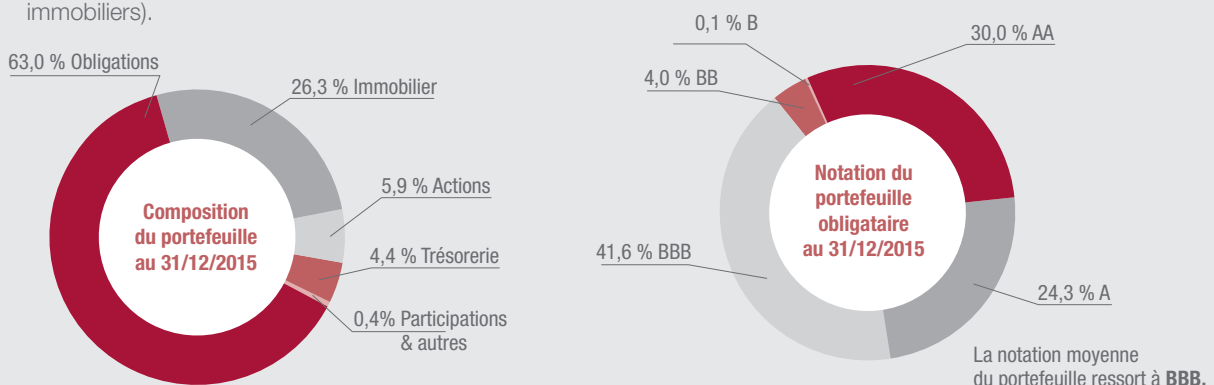 immobiliers).
63,0 % Obligations
26,3 % Immobilier
5,9 % Actions
4,4 % Trésorerie
0,4% Participations
& autres
Composition
du portefeuille
au 31/12/2015
0,1 % B
30,0 % AA
4,0 % BB
41,6 % BBB
24,3 % A
Notation du
portefeuille
obligataire
au 31/12/2015
La notation moyenne
du portefeuille ressort à BBB.